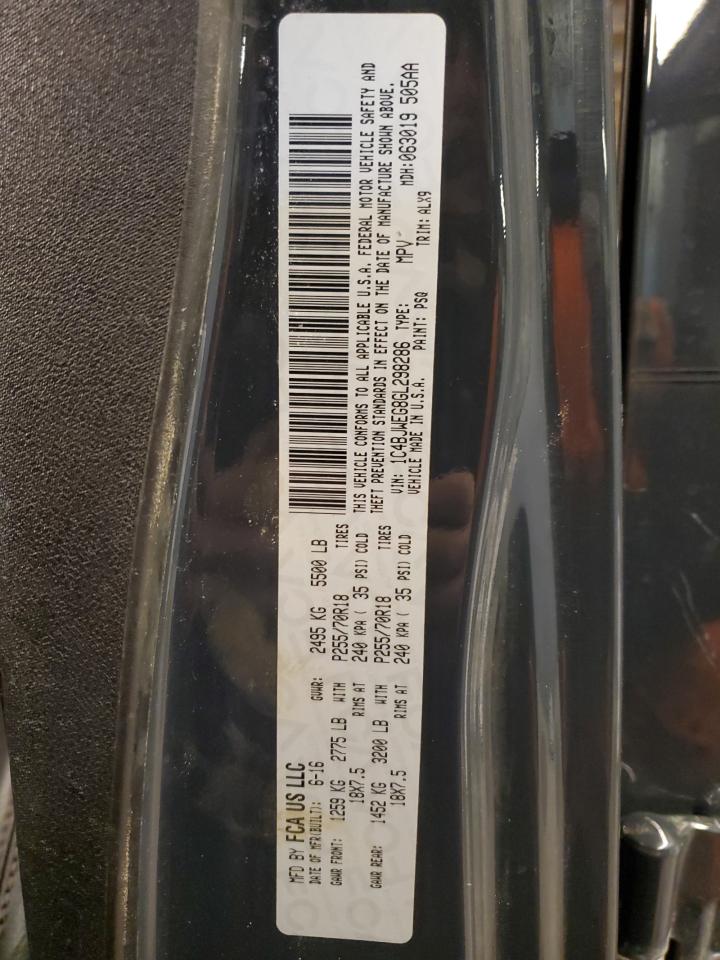 MFD BY FCA US LLC
DATE OF MFR(BUILT): 6-16 GVWR: 2495 KG 5500 LB
GAWR FRONT: 1259 KG 2775 LB WITH P255/70R18 TIRES
18X7.5 RIMS AT 240 KPA ( 35 PSI) COLD
GAWR REAR: 1452 KG 3200 LB WITH P255/70R18 TIRES
18X7.5 RIMS AT 240 KPA ( 35 PSI) COLD
THIS VEHICLE CONFORMS TO ALL APPLICABLE U.S.A. FEDERAL MOTOR VEHICLE SAFETY AND
THEFT PREVENTION STANDARDS IN EFFECT ON THE DATE OF MANUFACTURE SHOWN ABOVE.
VIN: 1C4BJWEG8GL298286 TYPE: MPV MDH:063019 505AA
VEHICLE MADE IN U.S.A. PAINT: PSQ TRIM: ALX9